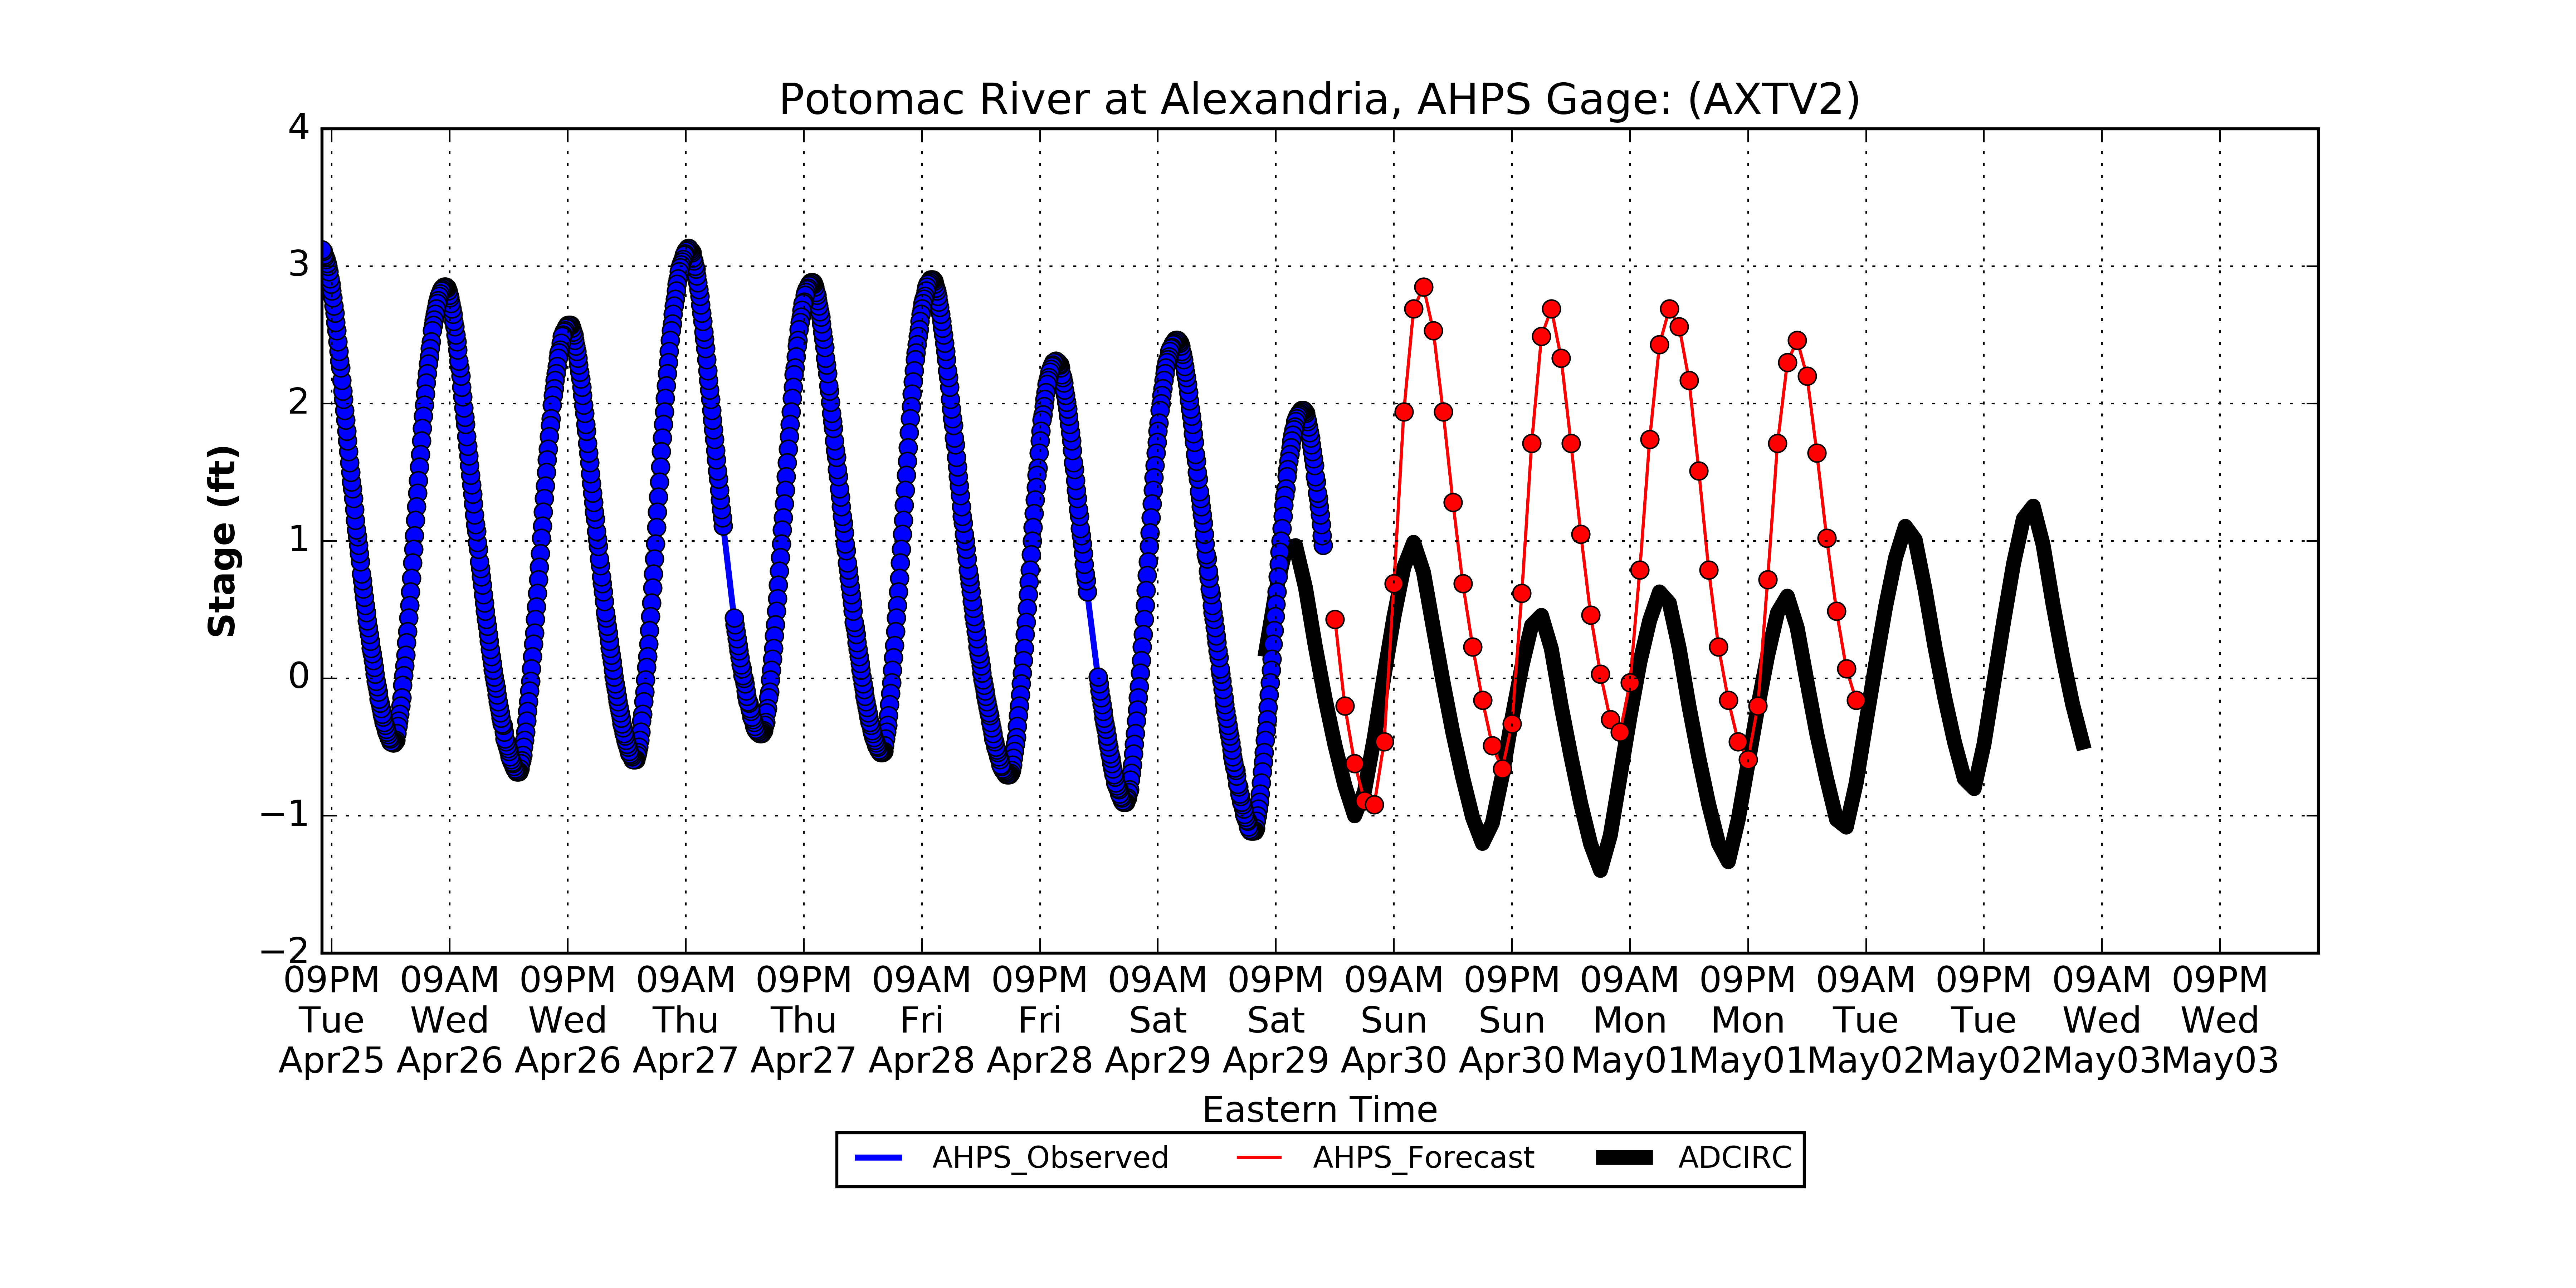 Potomac River at Alexandria, AHPS Gage: (AXTV2)
4
3
2
1
0
−1
−2
Stage (ft)
09PM 09AM 09PM 09AM 09PM 09AM 09PM 09AM 09PM 09AM 09PM 09AM 09PM 09AM 09PM 09AM 09PM
Tue Wed Wed Thu Thu Fri Fri Sat Sat Sun Sun Mon Mon Tue Tue Wed Wed
Apr25 Apr26 Apr26 Apr27 Apr27 Apr28 Apr28 Apr29 Apr29 Apr30 Apr30 May01 May01 May02 May02 May03 May03
Eastern Time
AHPS_Observed AHPS_Forecast ADCIRC